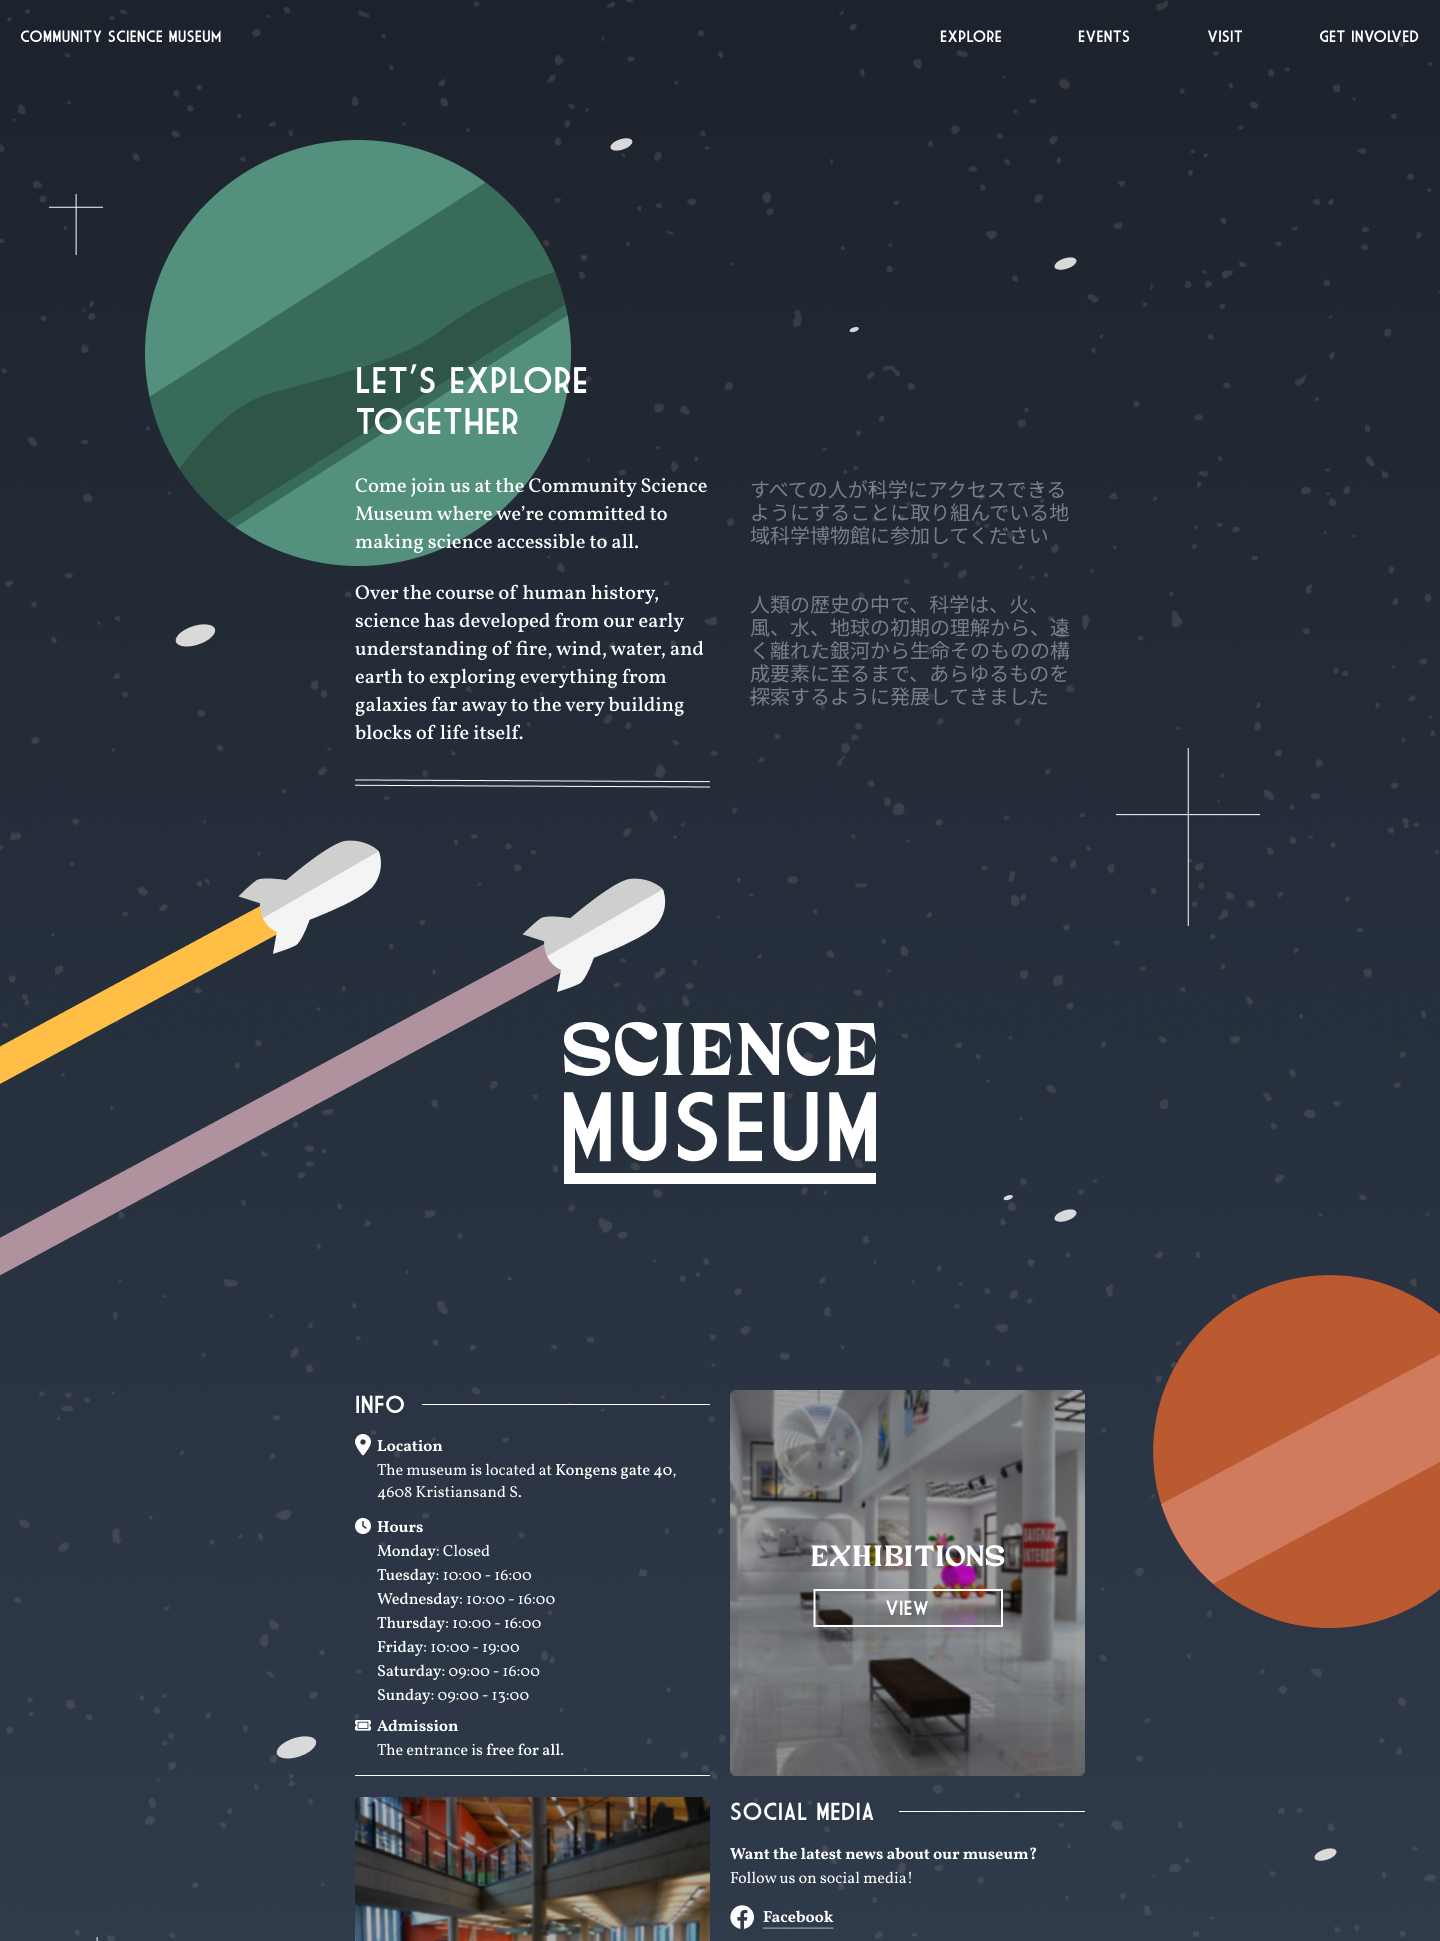 COMMUNITY SCIENCE MUSEUM
EXPLORE
EVENTS
VISIT
GET INVOLVED
LET'S EXPLORE
TOGETHER
Come join us at the Community Science
Museum where we're committed to
making science accessible to all.
Over the course of human history,
science has developed from our early
understanding of fire, wind, water, and
earth to exploring everything from
galaxies far away to the very building
blocks of life itself.
すべての人が科学にアクセスできる
ようにすることに取り組んでいる地
域科学博物館に参加してください
人類の歴史の中で、科学は、火、
風、水、地球の初期の理解から、遠
く離れた銀河から生命そのものの構
成要素に至るまで、あらゆるものを
探索するように発展してきました
SCIENCE
MUSEUM
INFO
Location
The museum is located at Kongens gate 40,
4608 Kristiansand S.
Hours
Monday: Closed
Tuesday: 10:00 - 16:00
Wednesday: 10:00 - 16:00
Thursday: 10:00 - 16:00
Friday: 10:00 - 19:00
Saturday: 09:00 - 16:00
Sunday: 09:00 - 13:00
Admission
The entrance is free for all.
EXHIBITIONS
VIEW
SOCIAL MEDIA
Want the latest news about our museum?
Follow us on social media!
Facebook